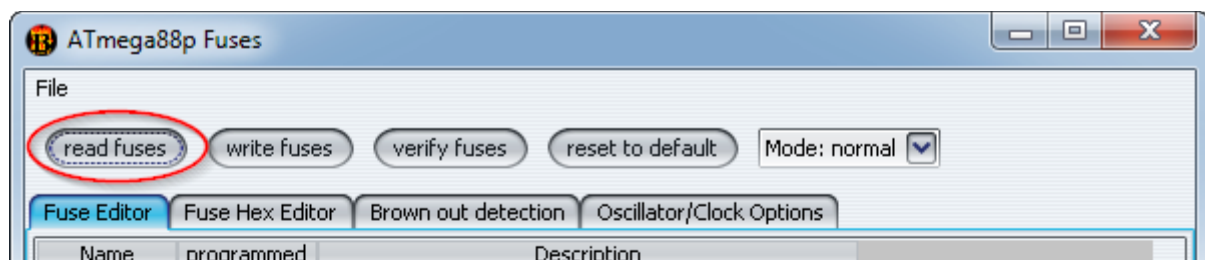 ATmega88p Fuses
File
read fuses write fuses verify fuses reset to default Mode: normal
Fuse Editor Fuse Hex Editor Brown out detection Oscillator/Clock Options
Name programmed Description